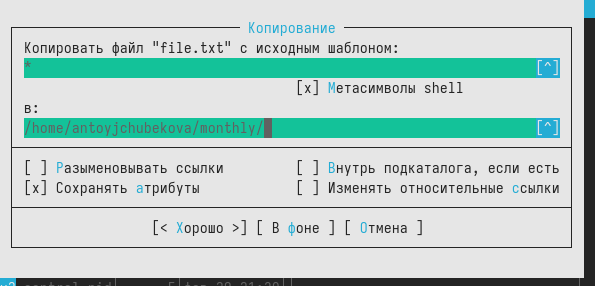 Копирование
Копировать файл "file.txt" с исходным шаблоном:
* [^]
[x] Метасимволы shell
в:
/home/antoyjchubekova/monthly/ [^]
[ ] Разыменовывать ссылки [ ] Внутрь подкаталога, если есть
[x] Сохранять атрибуты [ ] Изменять относительные ссылки
[< Хорошо >] [ В фоне ] [ Отмена ]